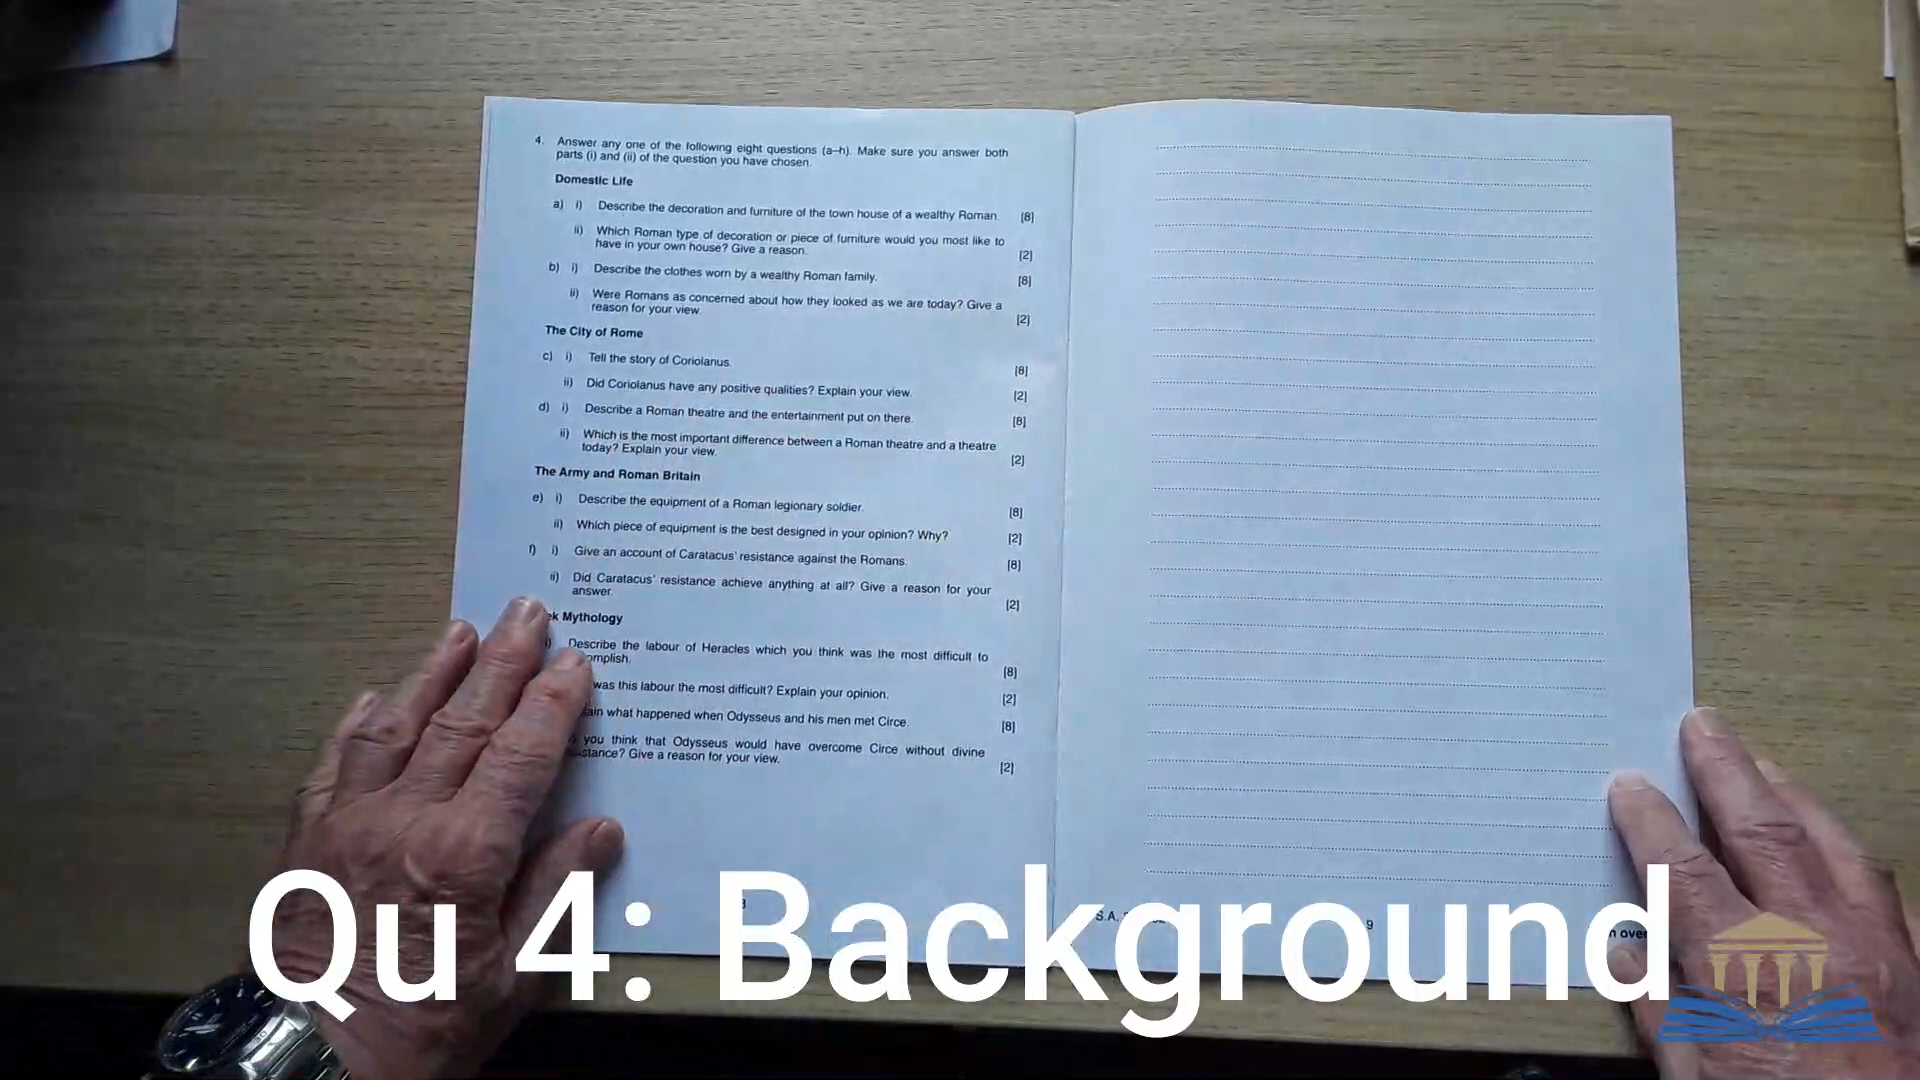 4. Answer any one of the following eight questions (a–h). Make sure you answer both
parts (i) and (ii) of the question you have chosen.
Domestic Life
a) i) Describe the decoration and furniture of the town house of a wealthy Roman. [8]
ii) Which Roman type of decoration or piece of furniture would you most like to
have in your own house? Give a reason. [2]
b) i) Describe the clothes worn by a wealthy Roman family. [8]
ii) Were Romans as concerned about how they looked as we are today? Give a
reason for your view. [2]
The City of Rome
c) i) Tell the story of Coriolanus. [8]
ii) Did Coriolanus have any positive qualities? Explain your view. [2]
d) i) Describe a Roman theatre and the entertainment put on there. [8]
ii) Which is the most important difference between a Roman theatre and a theatre
today? Explain your view. [2]
The Army and Roman Britain
e) i) Describe the equipment of a Roman legionary soldier. [8]
ii) Which piece of equipment is the best designed in your opinion? Why? [2]
f) i) Give an account of Caratacus' resistance against the Romans. [8]
ii) Did Caratacus' resistance achieve anything at all? Give a reason for your
answer. [2]
ek Mythology
i) Describe the labour of Heracles which you think was the most difficult to
omplish. [8]
was this labour the most difficult? Explain your opinion. [2]
ain what happened when Odysseus and his men met Circe. [8]
you think that Odysseus would have overcome Circe without divine
stance? Give a reason for your view. [2]
S.A.
9
over
Qu 4: Background